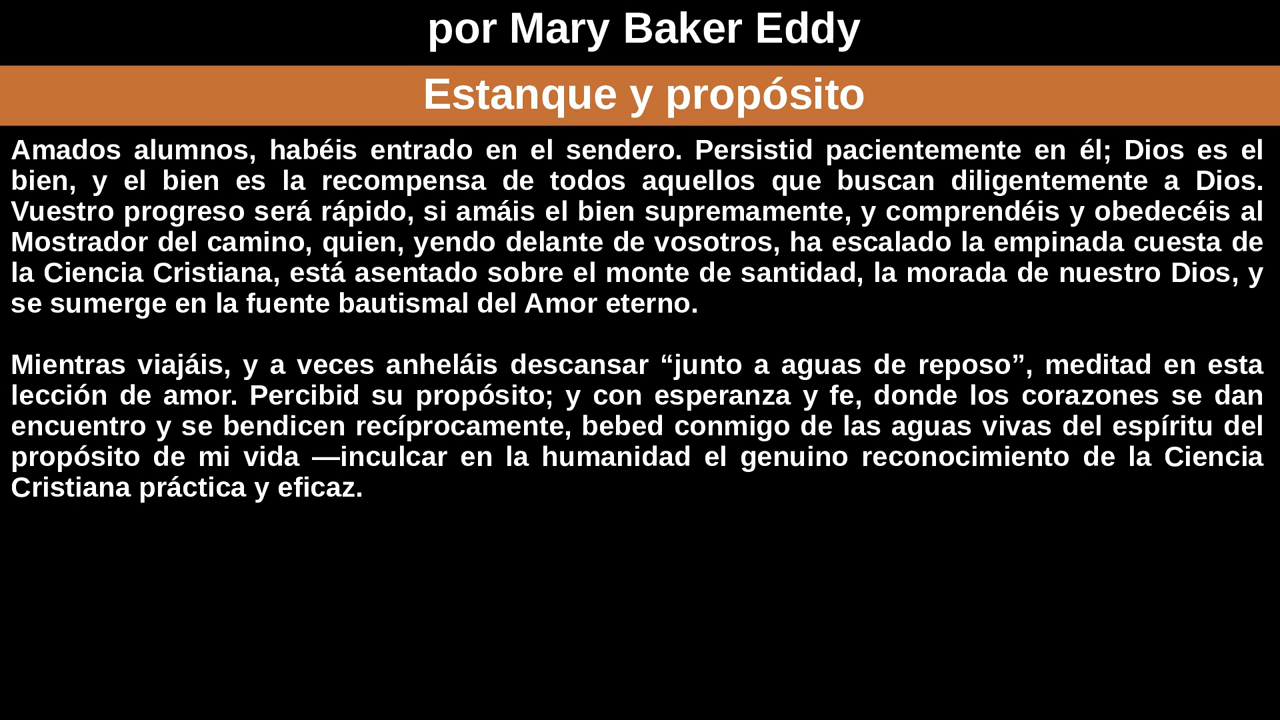 por Mary Baker Eddy
Estanque y propósito
Amados alumnos, habéis entrado en el sendero. Persistid pacientemente en él; Dios es el
bien, y el bien es la recompensa de todos aquellos que buscan diligentemente a Dios.
Vuestro progreso será rápido, si amáis el bien supremamente, y comprendéis y obedecéis al
Mostrador del camino, quien, yendo delante de vosotros, ha escalado la empinada cuesta de
la Ciencia Cristiana, está asentado sobre el monte de santidad, la morada de nuestro Dios, y
se sumerge en la fuente bautismal del Amor eterno.
Mientras viajáis, y a veces anheláis descansar “junto a aguas de reposo”, meditad en esta
lección de amor. Percibid su propósito; y con esperanza y fe, donde los corazones se dan
encuentro y se bendicen recíprocamente, bebed conmigo de las aguas vivas del espíritu del
propósito de mi vida —inculcar en la humanidad el genuino reconocimiento de la Ciencia
Cristiana práctica y eficaz.